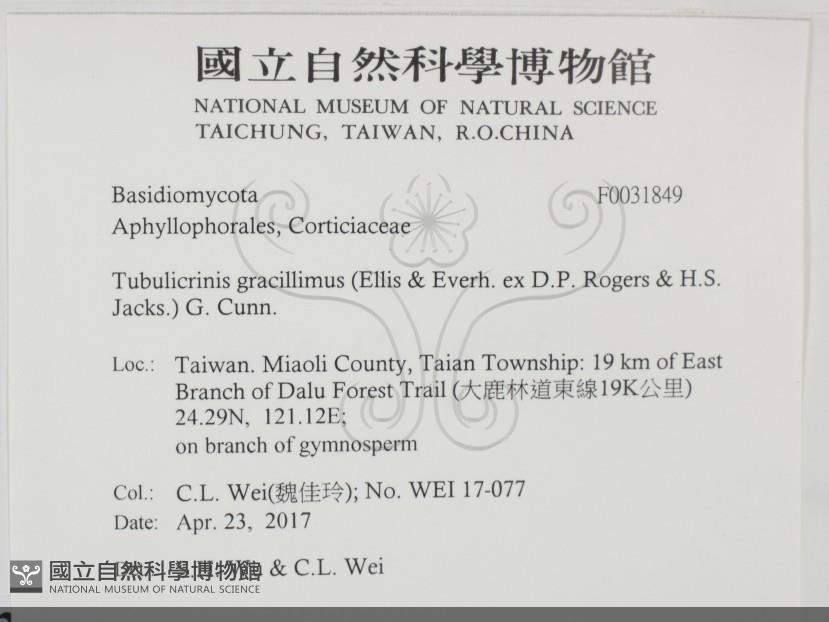 國立自然科學博物館
NATIONAL MUSEUM OF NATURAL SCIENCE
TAICHUNG, TAIWAN, R.O.CHINA
Basidiomycota F0031849
Aphyllophorales, Corticiaceae
Tubulicrinis gracillimus (Ellis & Everh. ex D.P. Rogers & H.S.
Jacks.) G. Cunn.
Loc.: Taiwan. Miaoli County, Taian Township: 19 km of East
Branch of Dalu Forest Trail (大鹿林道東線19K公里)
24.29N, 121.12E;
on branch of gymnosperm
Col.: C.L. Wei(魏佳玲); No. WEI 17-077
Date: Apr. 23, 2017
& C.L. Wei
國立自然科學博物館
NATIONAL MUSEUM OF NATURAL SCIENCE